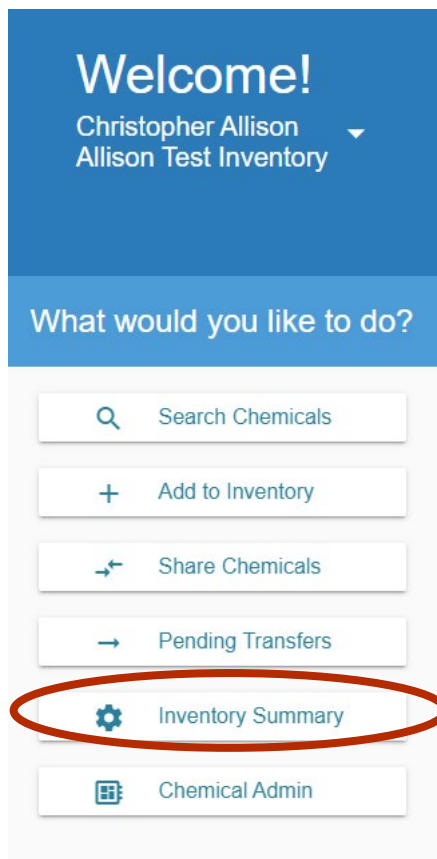 Welcome!
Christopher Allison
Allison Test Inventory
What would you like to do?
Search Chemicals
Add to Inventory
Share Chemicals
Pending Transfers
Inventory Summary
Chemical Admin